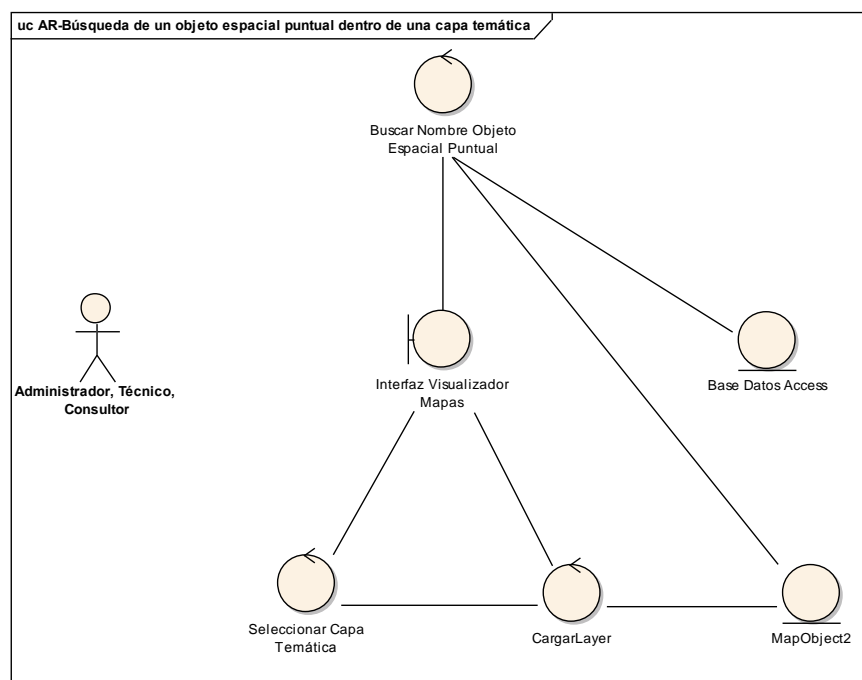 uc AR-Búsqueda de un objeto espacial puntual dentro de una capa temática
Buscar Nombre Objeto
Espacial Puntual
Administrador, Técnico,
Consultor
Interfaz Visualizador
Mapas
Base Datos Access
Seleccionar Capa
Temática
CargarLayer
MapObject2